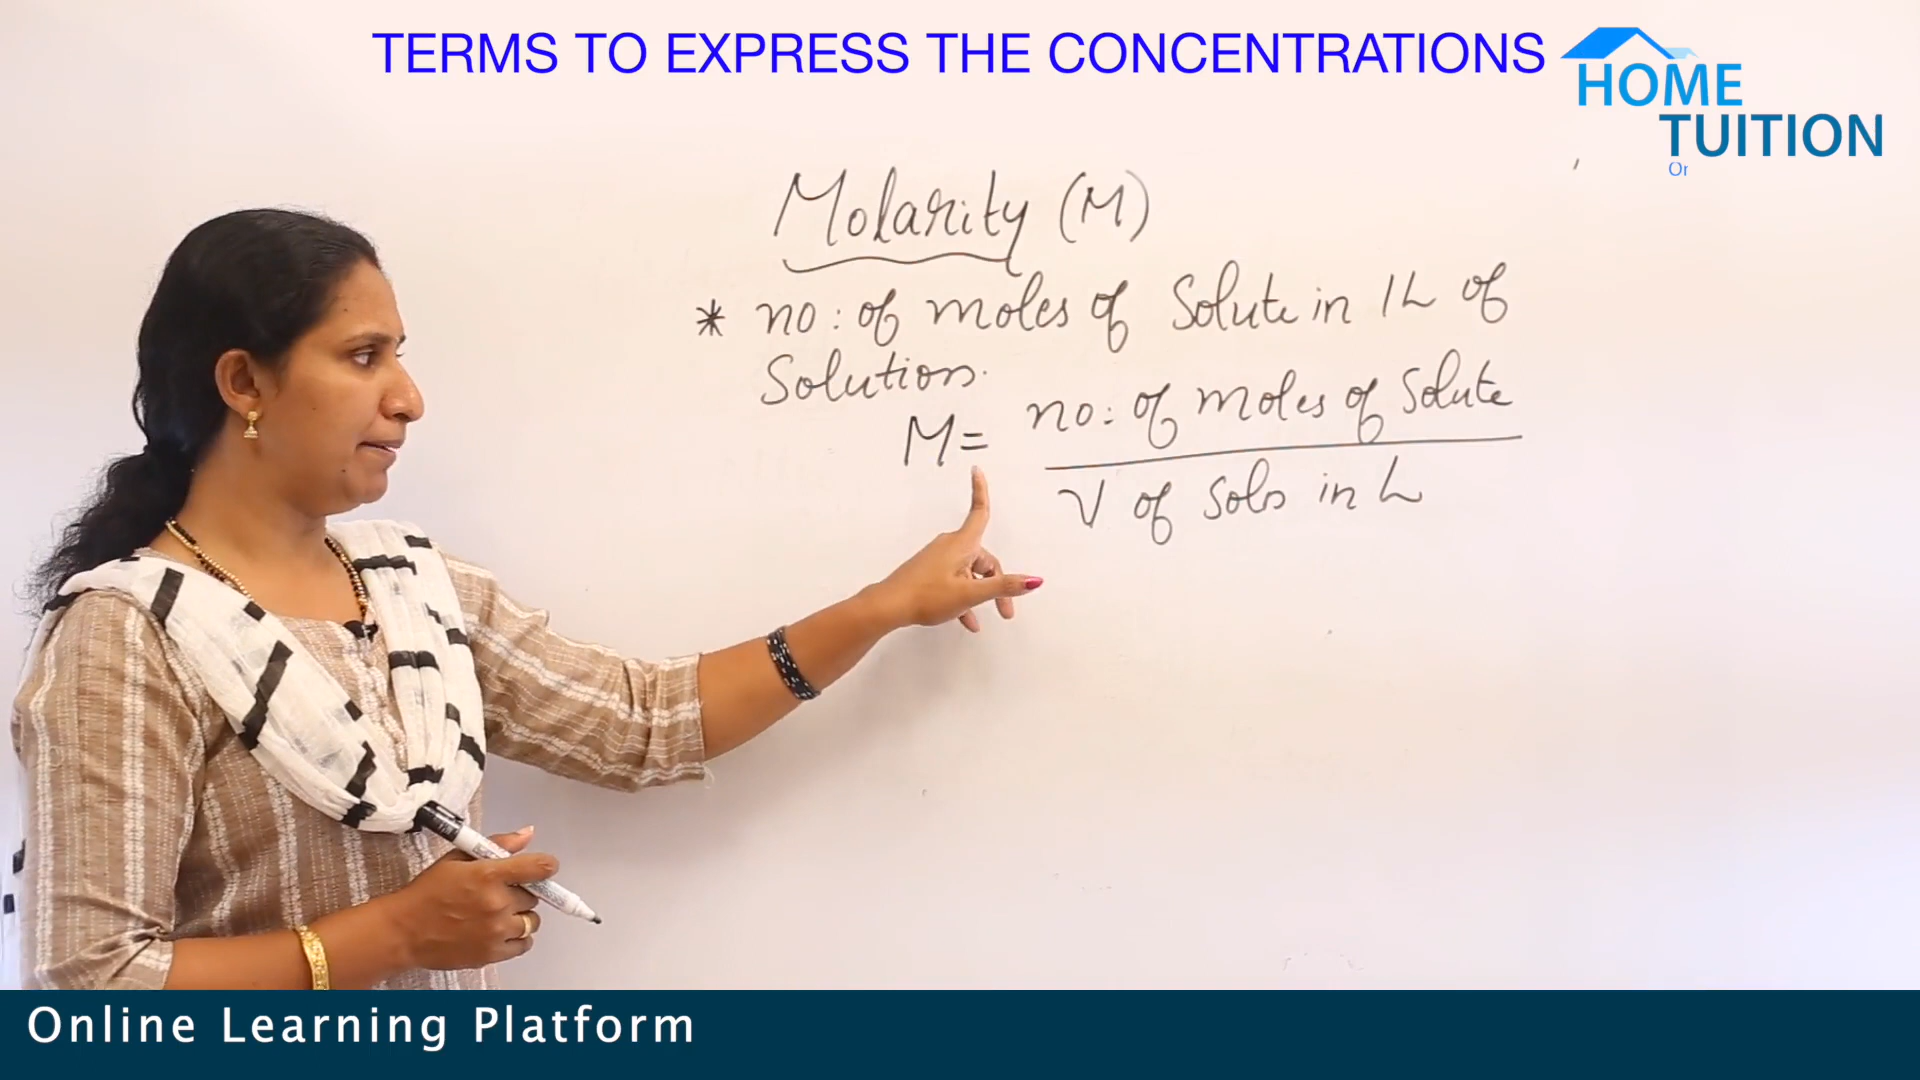 TERMS TO EXPRESS THE CONCENTRATIONS
HOME
TUITION
Or
Molarity (M)
* no: of moles of Solute in 1L of
Solution.
M = no: of moles of Solute
V of Soln in L
Online Learning Platform